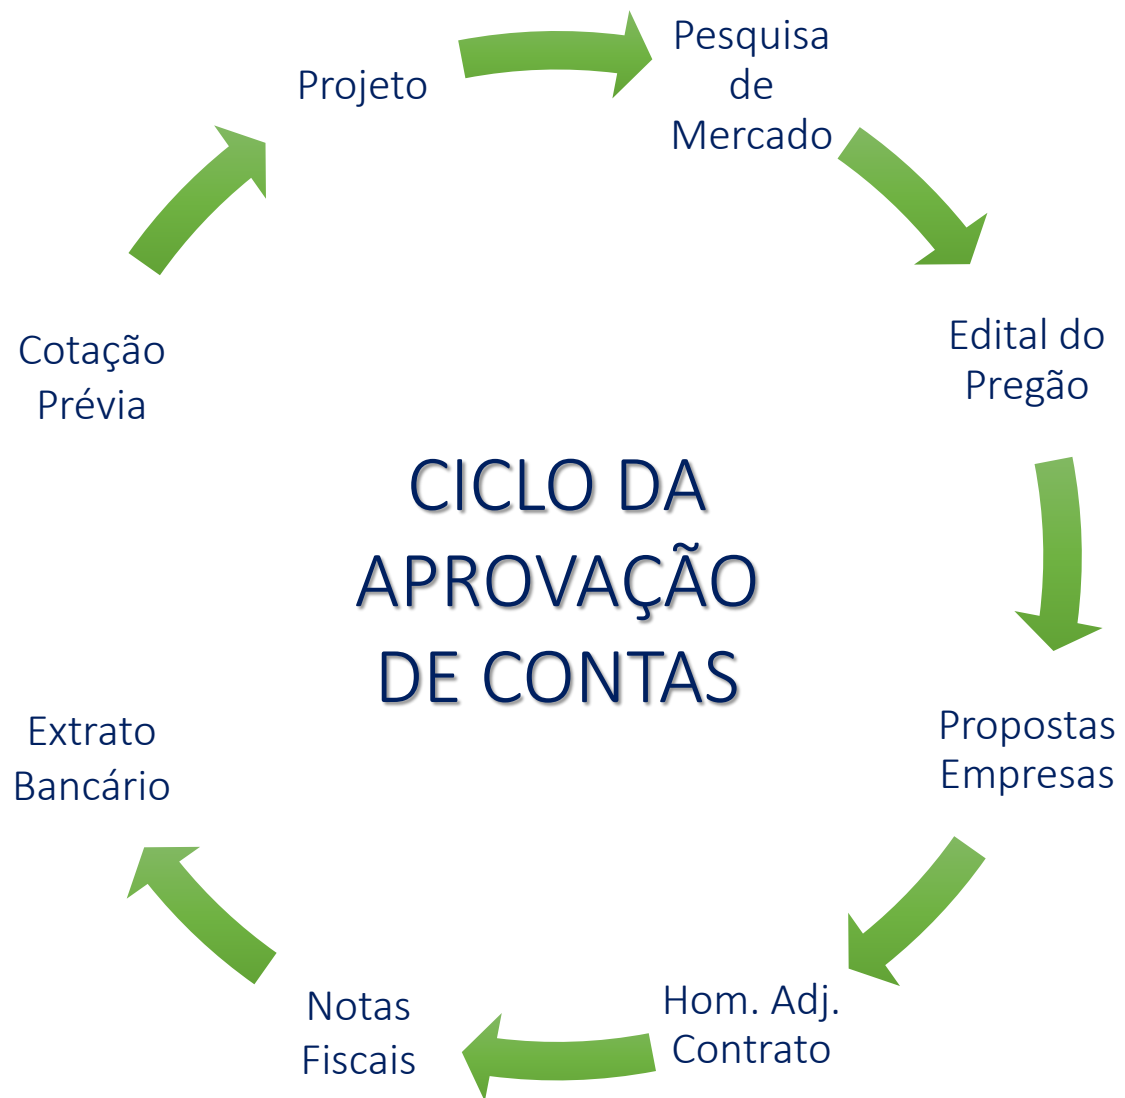 Projeto
Pesquisa
de
Mercado
Edital do
Pregão
Propostas
Empresas
Hom. Adj.
Contrato
Notas
Fiscais
Extrato
Bancário
Cotação
Prévia
CICLO DA
APROVAÇÃO
DE CONTAS